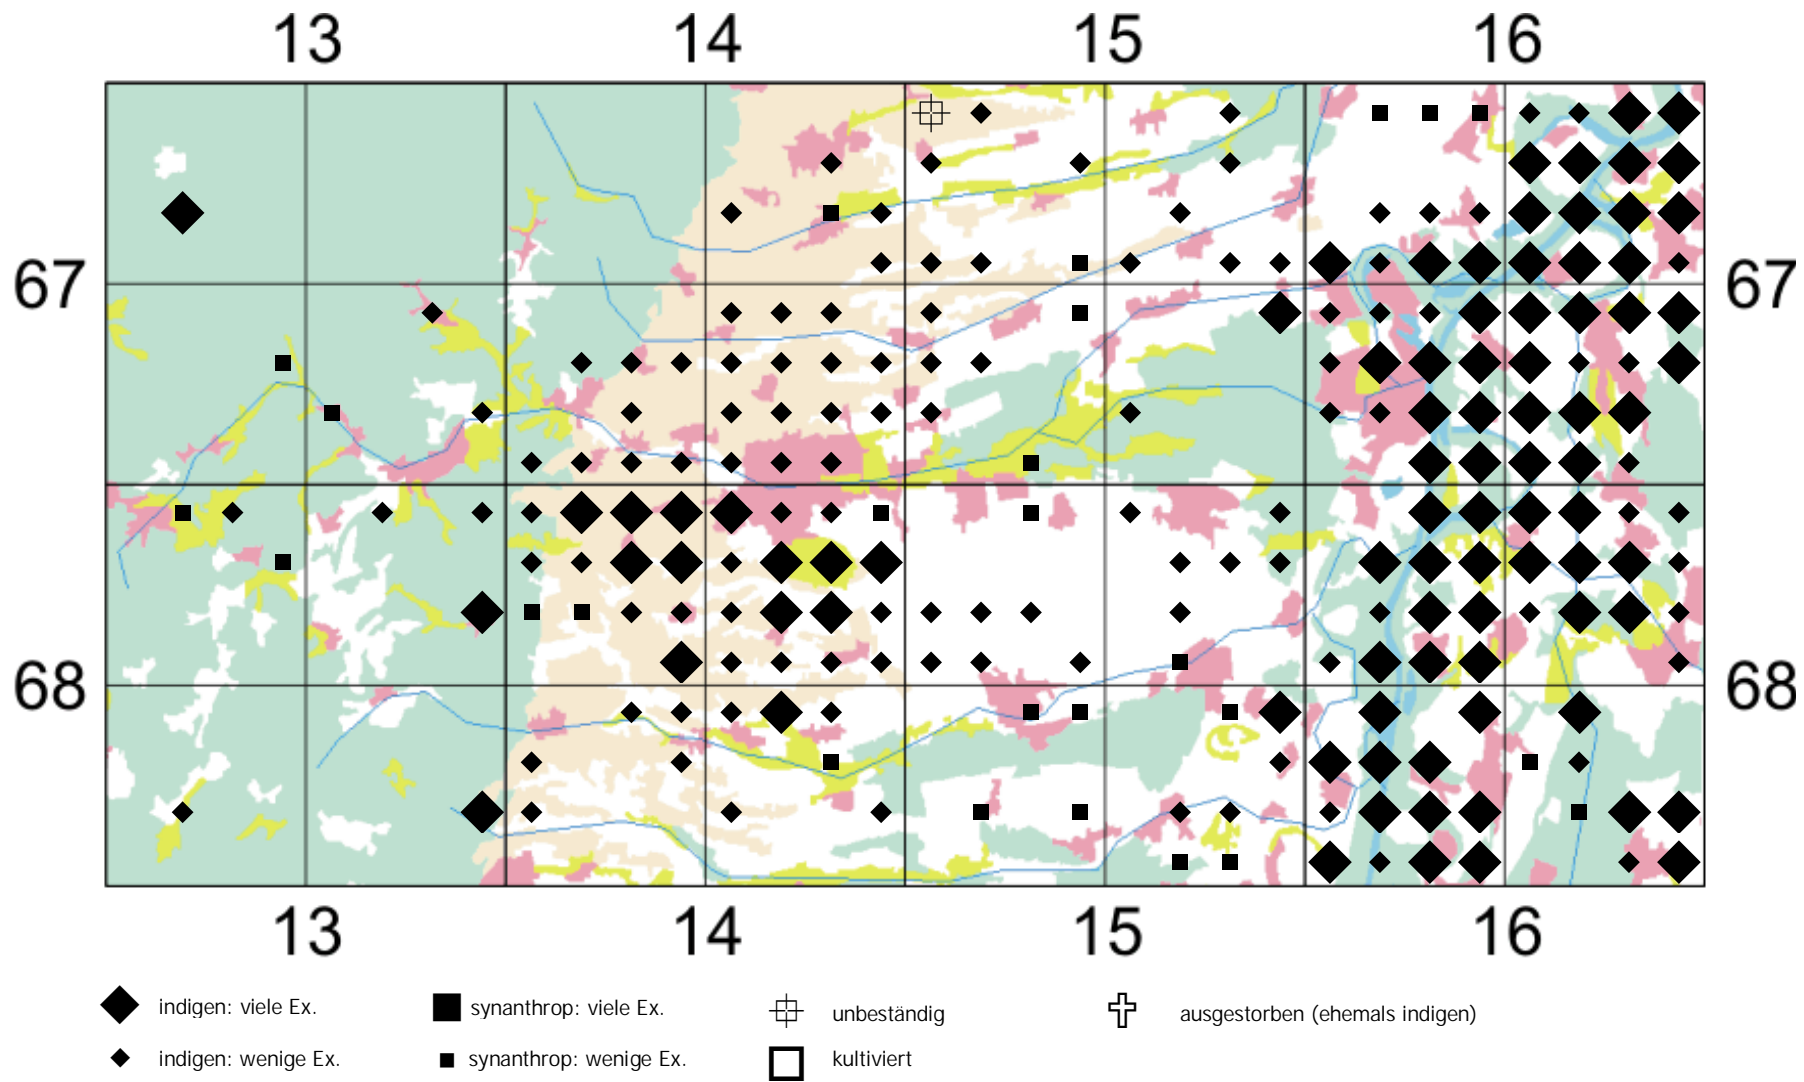 13 14 15 16
67 67
68 68
13 14 15 16
indigen: viele Ex. synanthrop: viele Ex. unbeständig ausgestorben (ehemals indigen)
indigen: wenige Ex. synanthrop: wenige Ex. kultiviert